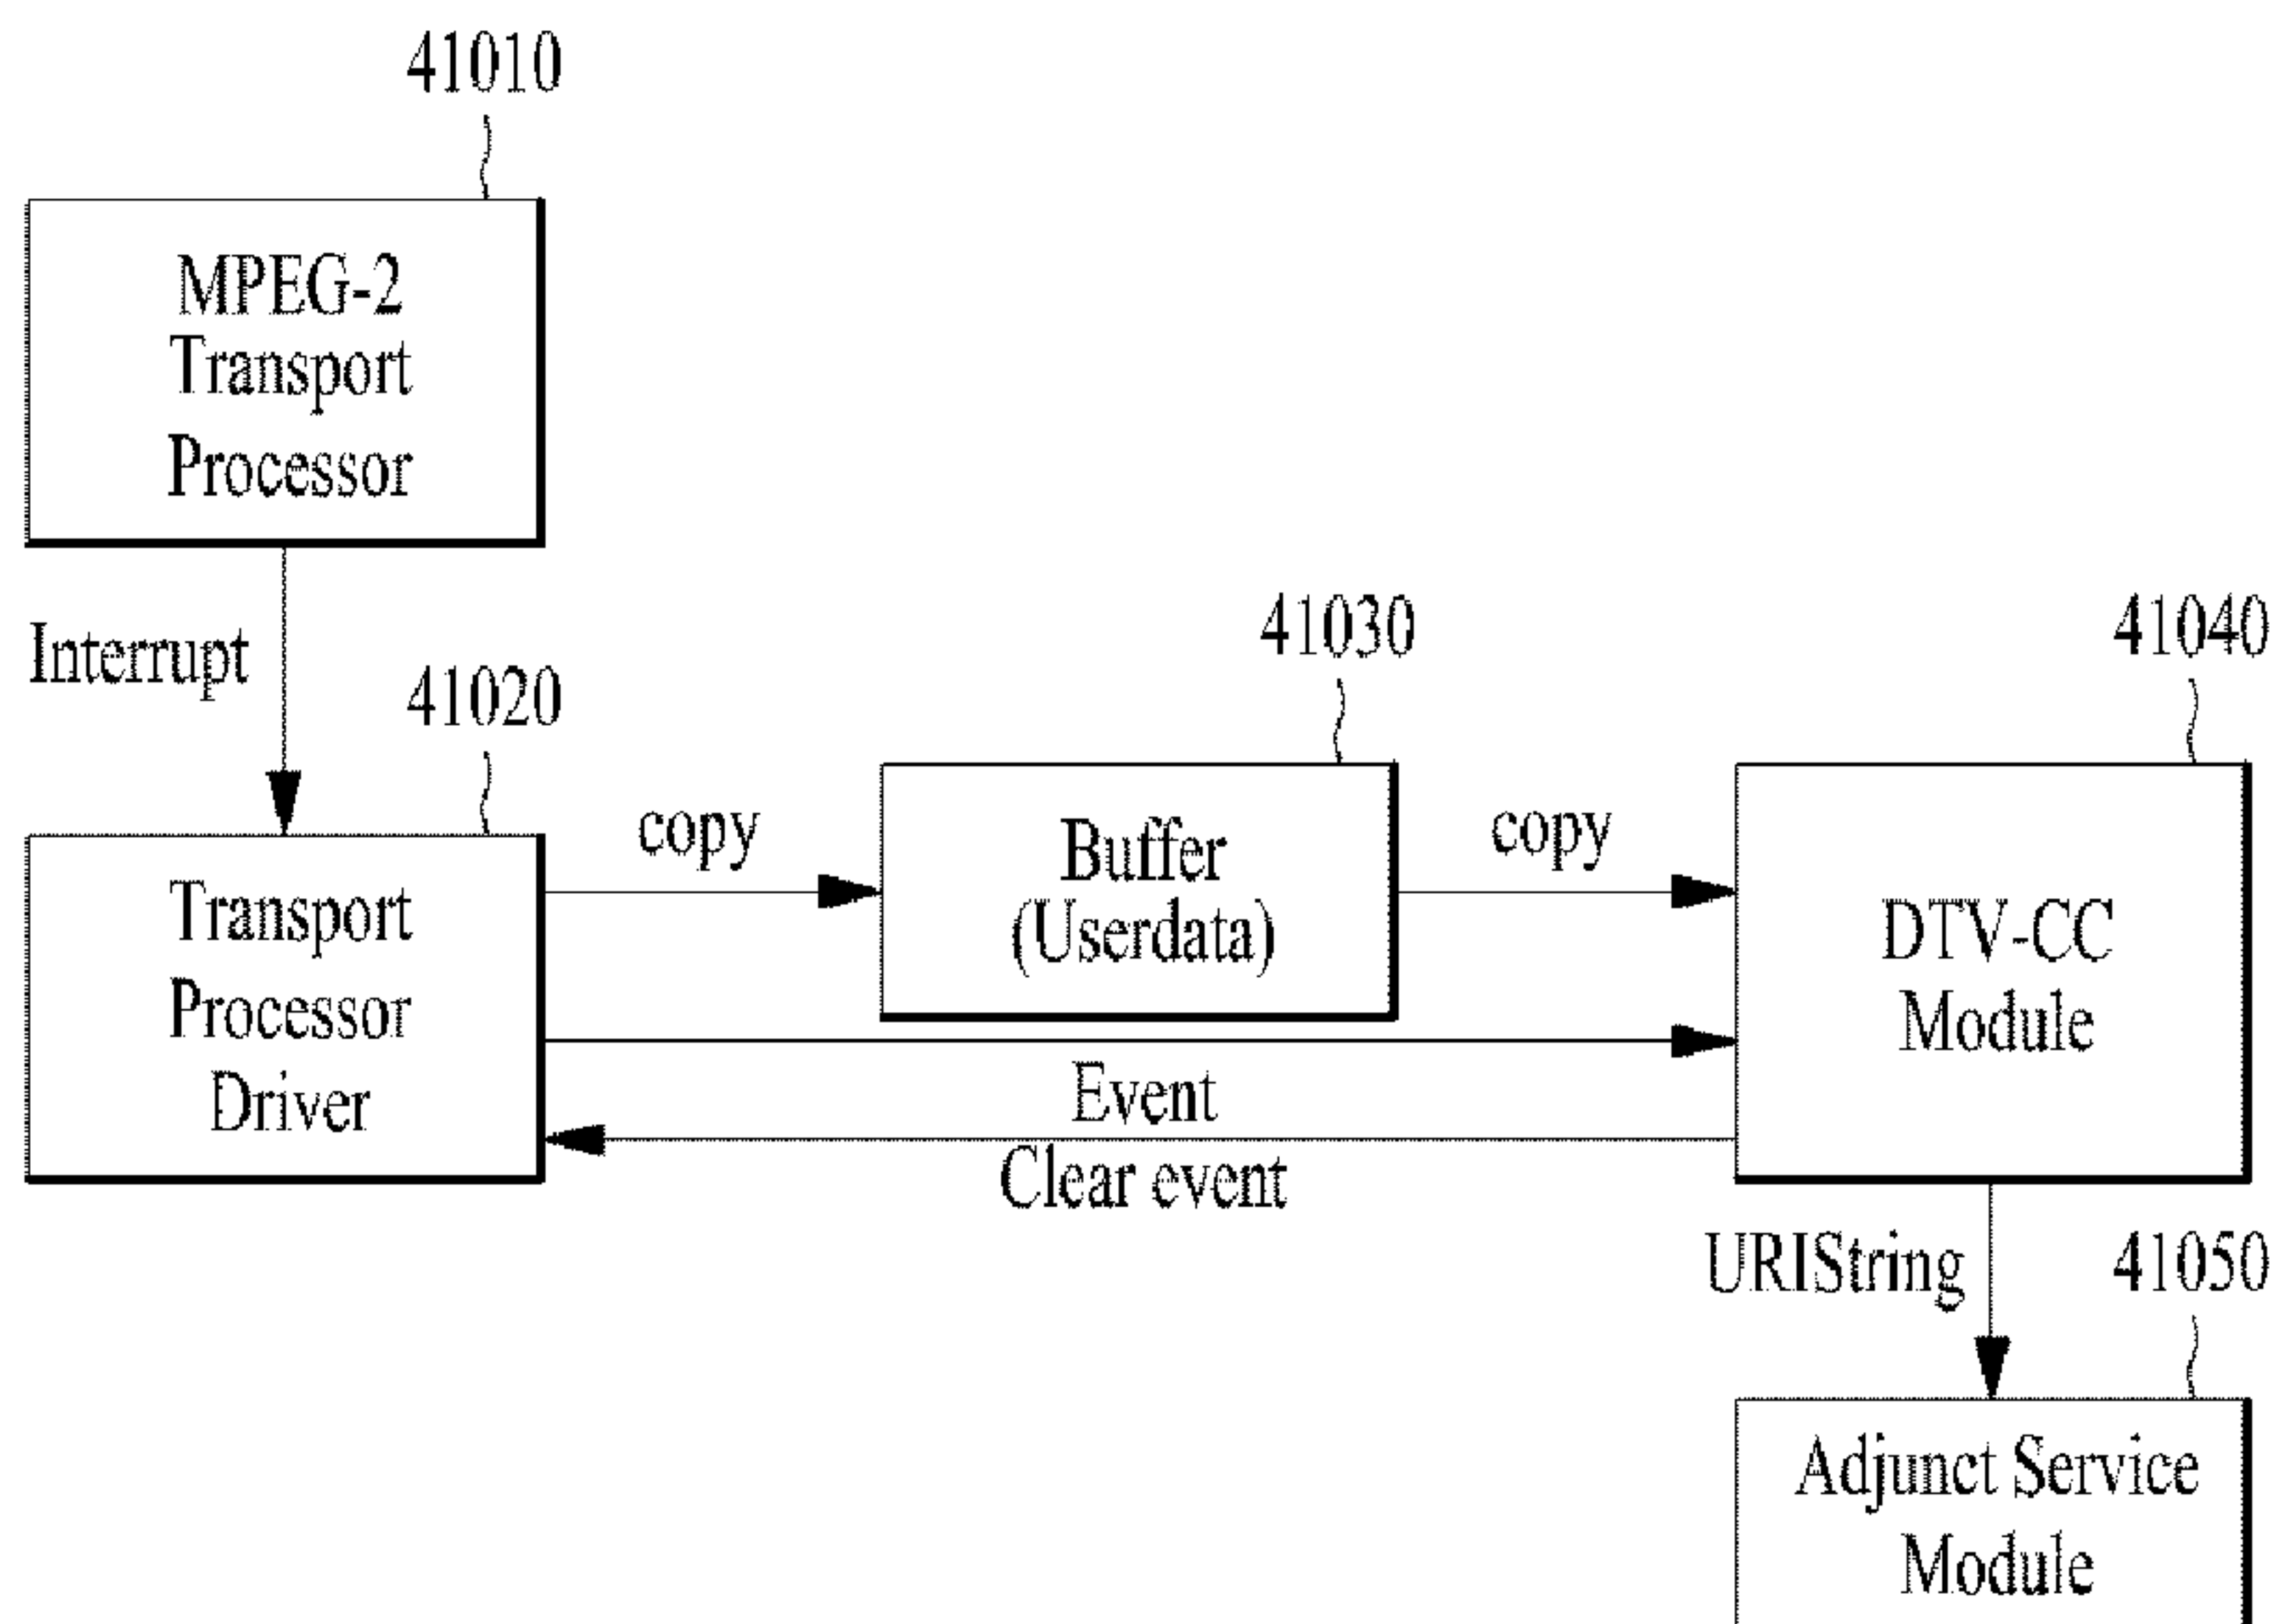 41010
MPEG-2
Transport
Processor
Interrupt
41020
Transport
Processor
Driver
copy
41030
Buffer
(Userdata)
copy
Event
Clear event
41040
DTV-CC
Module
URIString
41050
Adjunct Service
Module